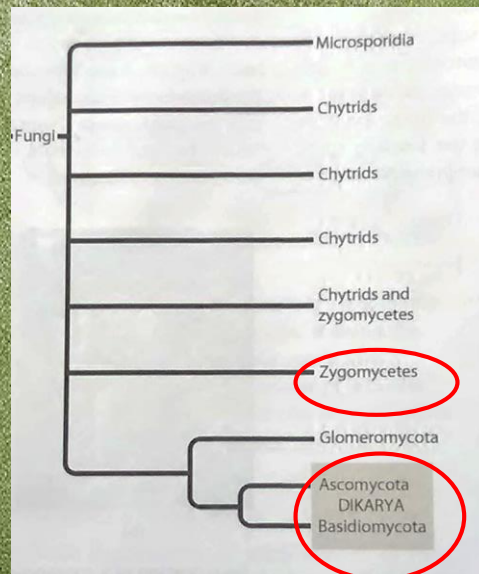 Microsporidia
Chytrids
Fungi
Chytrids
Chytrids
Chytrids and
zygomycetes
Zygomycetes
Glomeromycota
Ascomycota
DIKARYA
Basidiomycota